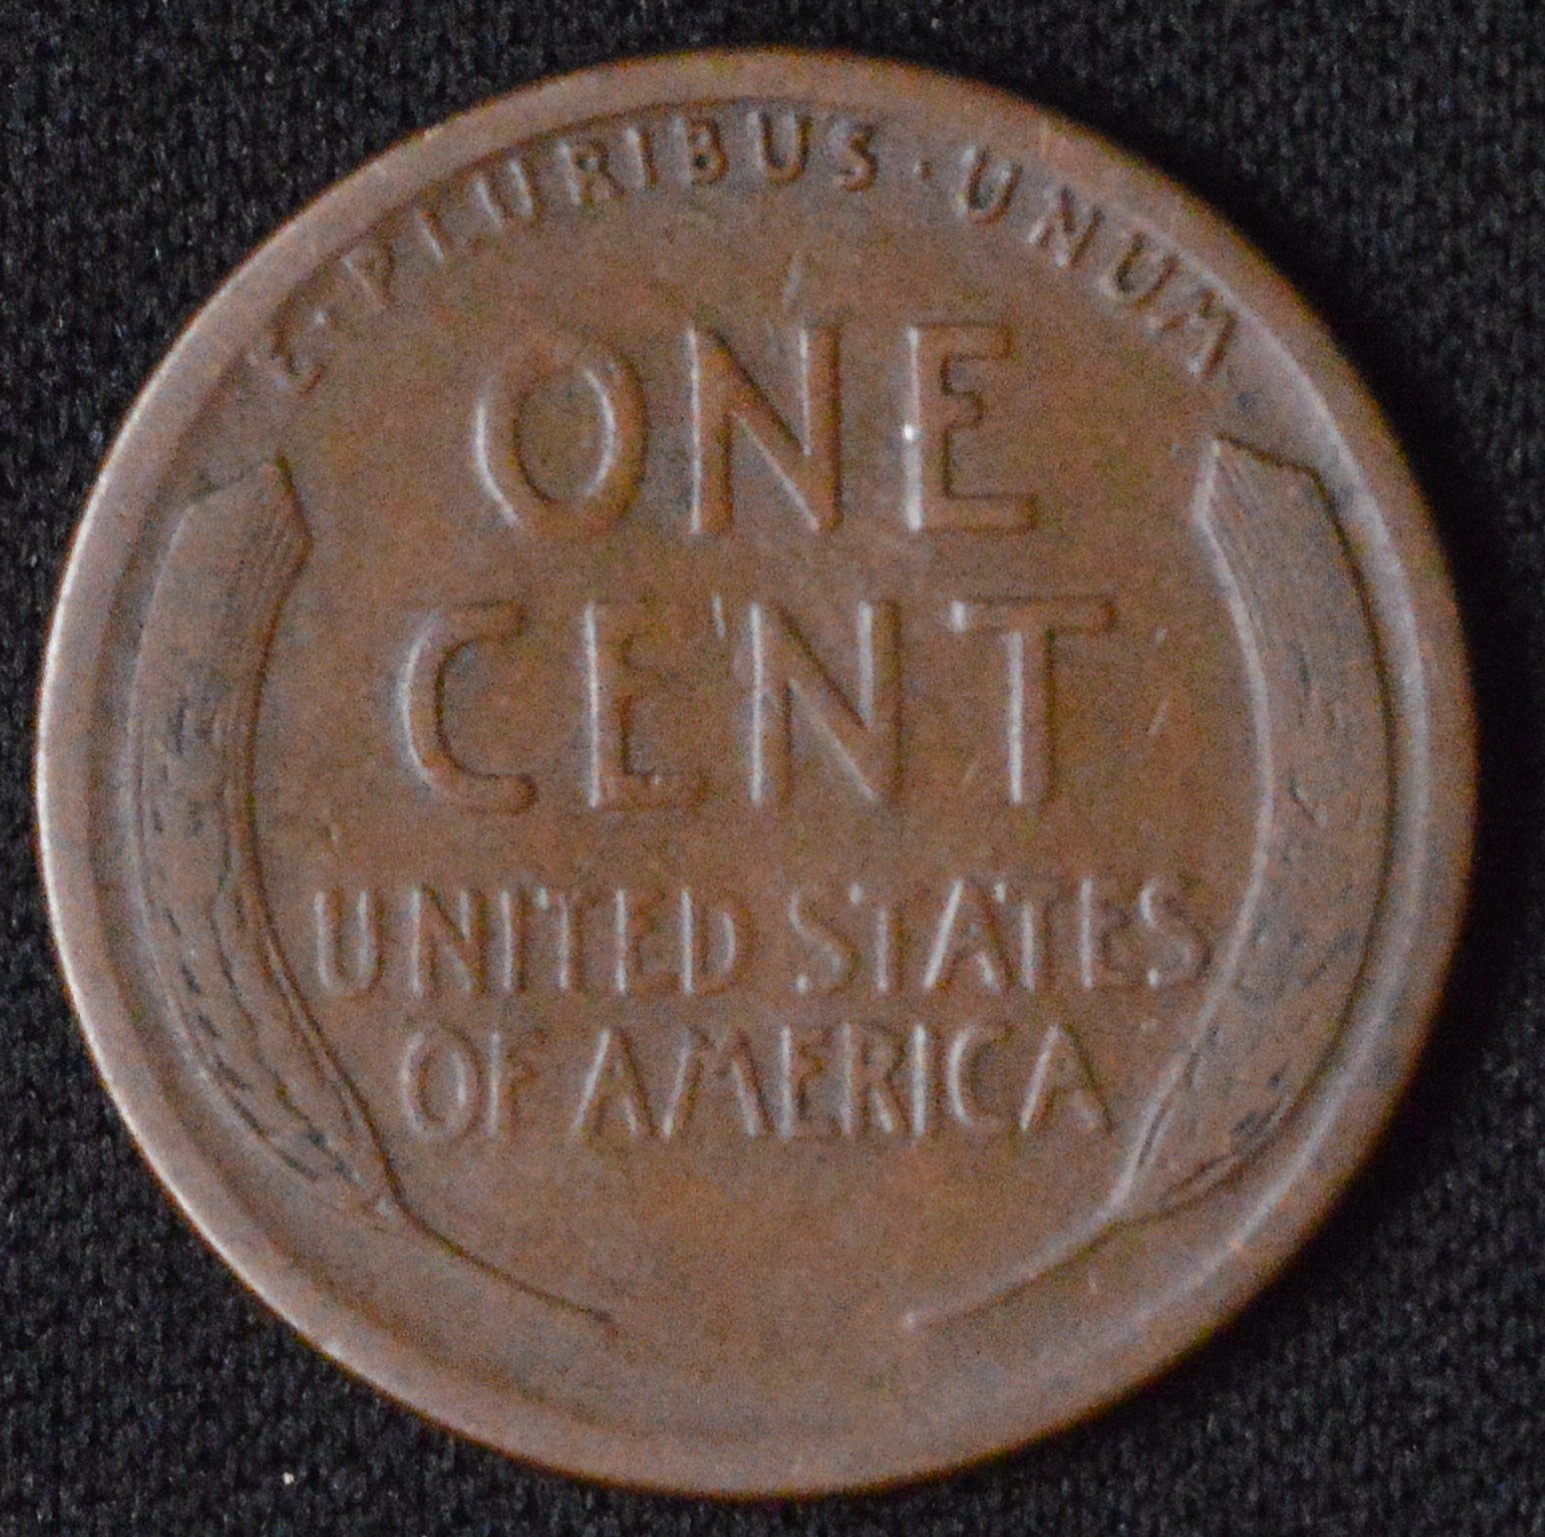 E·PLURIBUS·UNUM
ONE
CENT
UNITED STATES
OF AMERICA